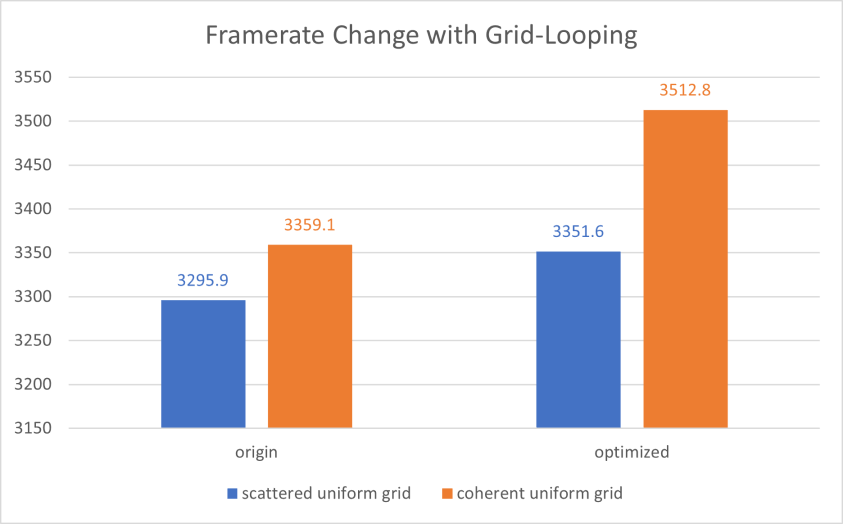 Framerate Change with Grid-Looping
3550
3500
3450
3400
3350
3300
3250
3200
3150
3295.9
3359.1
3351.6
3512.8
origin
optimized
scattered uniform grid
coherent uniform grid